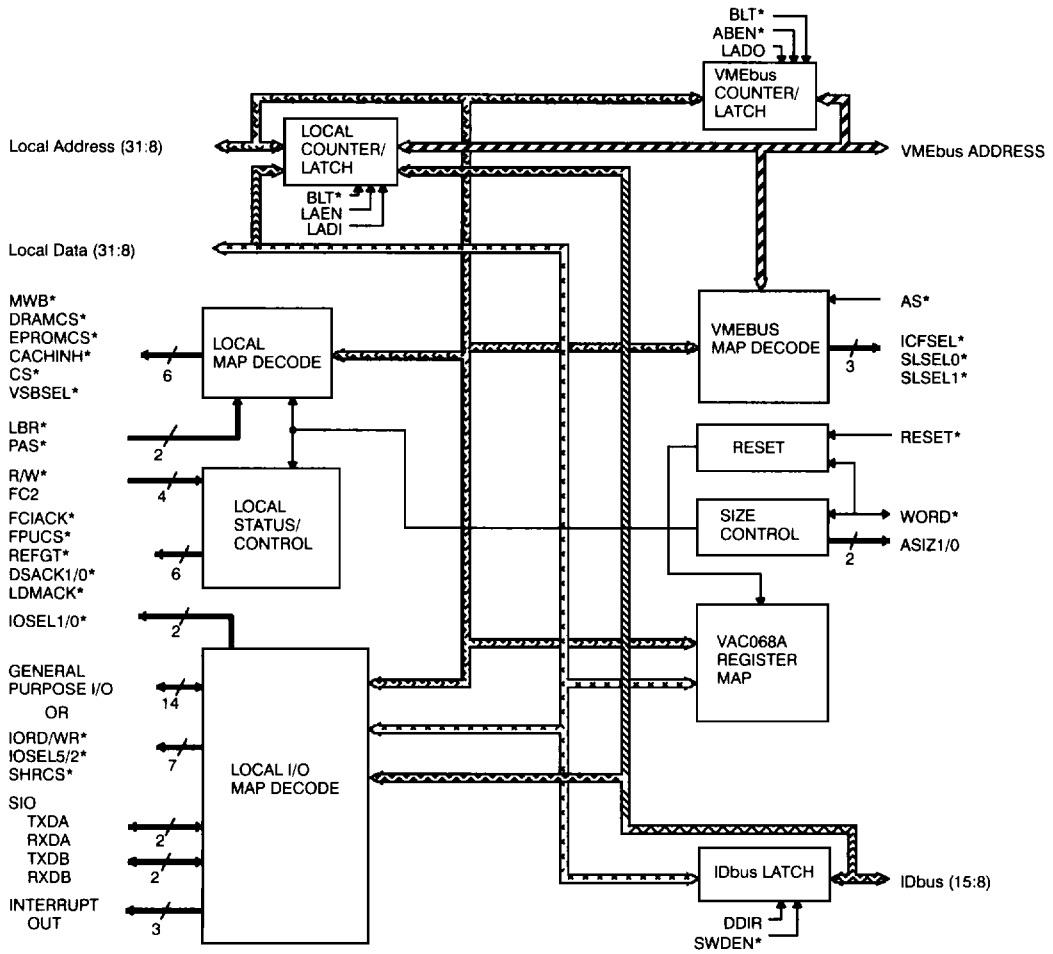 BLT*
ABEN*
LADO
VMEbus
COUNTER/
LATCH
Local Address (31:8)
LOCAL
COUNTER/
LATCH
VMEbus ADDRESS
BLT*
LAEN
LADI
Local Data (31:8)
MWB*
DRAMCS*
EPROMCS*
CACHINH*
CS*
VSBSEL*
6
LOCAL
MAP DECODE
VMEBUS
MAP DECODE
AS*
ICFSEL*
SLSEL0*
SLSEL1*
3
LBR*
PAS*
2
RESET
RESET*
R/W*
FC2
4
FCIACK*
FPUCS*
REFGT*
DSACK1/0*
LDMACK*
6
LOCAL
STATUS/
CONTROL
SIZE
CONTROL
WORD*
ASIZ1/0
2
IOSEL1/0*
2
VAC068A
REGISTER
MAP
GENERAL
PURPOSE I/O
14
OR
IORD/WR*
IOSEL5/2*
SHRCS*
7
LOCAL I/O
MAP DECODE
SIO
TXDA
RXDA
2
TXDB
RXDB
2
INTERRUPT
OUT
3
IDbus LATCH
IDbus (15:8)
DDIR
SWDEN*